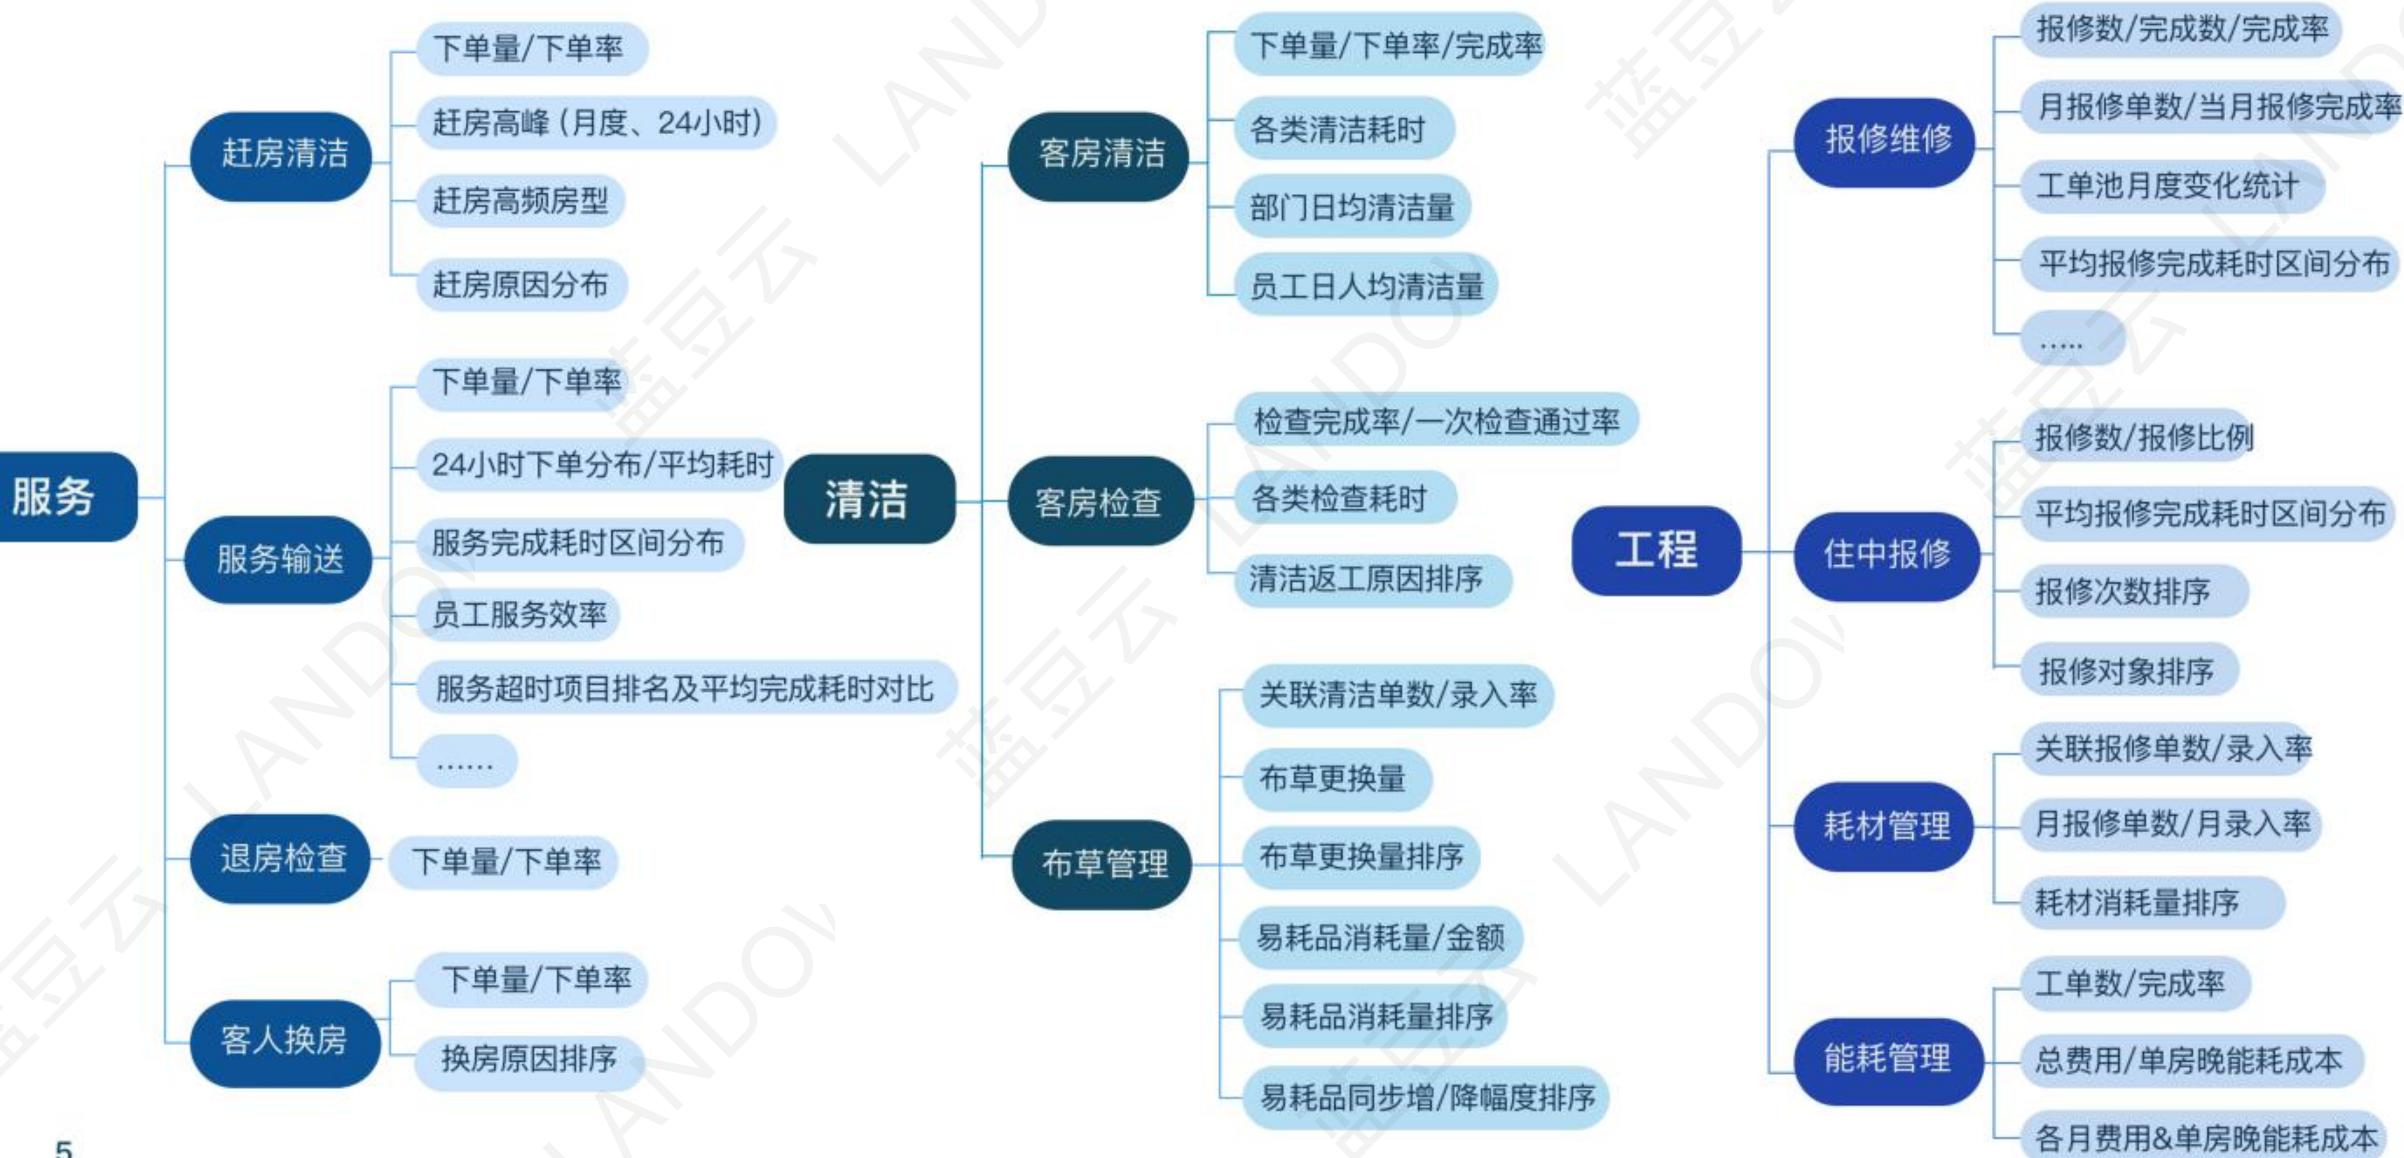 服务
赶房清洁
下单量/下单率
赶房高峰（月度、24小时）
赶房高频房型
赶房原因分布
服务输送
下单量/下单率
24小时下单分布/平均耗时
服务完成耗时区间分布
员工服务效率
服务超时项目排名及平均完成耗时对比
……
退房检查
下单量/下单率
客人换房
下单量/下单率
换房原因排序
清洁
客房清洁
下单量/下单率/完成率
各类清洁耗时
部门日均清洁量
员工日人均清洁量
客房检查
检查完成率/一次检查通过率
各类检查耗时
清洁返工原因排序
布草管理
关联清洁单数/录入率
布草更换量
布草更换量排序
易耗品消耗量/金额
易耗品消耗量排序
易耗品同步增/降幅度排序
工程
报修维修
报修数/完成数/完成率
月报修单数/当月报修完成率
工单池月度变化统计
平均报修完成耗时区间分布
.....
住中报修
报修数/报修比例
平均报修完成耗时区间分布
报修次数排序
报修对象排序
耗材管理
关联报修单数/录入率
月报修单数/月录入率
耗材消耗量排序
能耗管理
工单数/完成率
总费用/单房晚能耗成本
各月费用&单房晚能耗成本
5
蓝豆云 LANDOV